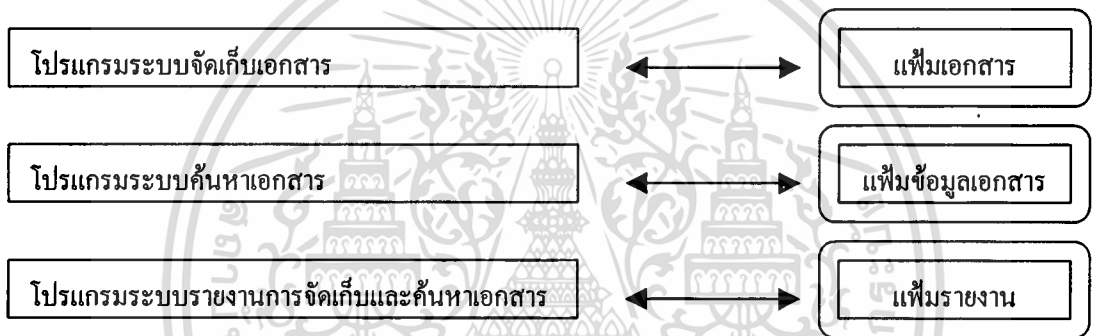 โปรแกรมระบบจัดเก็บเอกสาร
แฟ้มเอกสาร
โปรแกรมระบบค้นหาเอกสาร
แฟ้มข้อมูลเอกสาร
โปรแกรมระบบรายงานการจัดเก็บและค้นหาเอกสาร
แฟ้มรายงาน